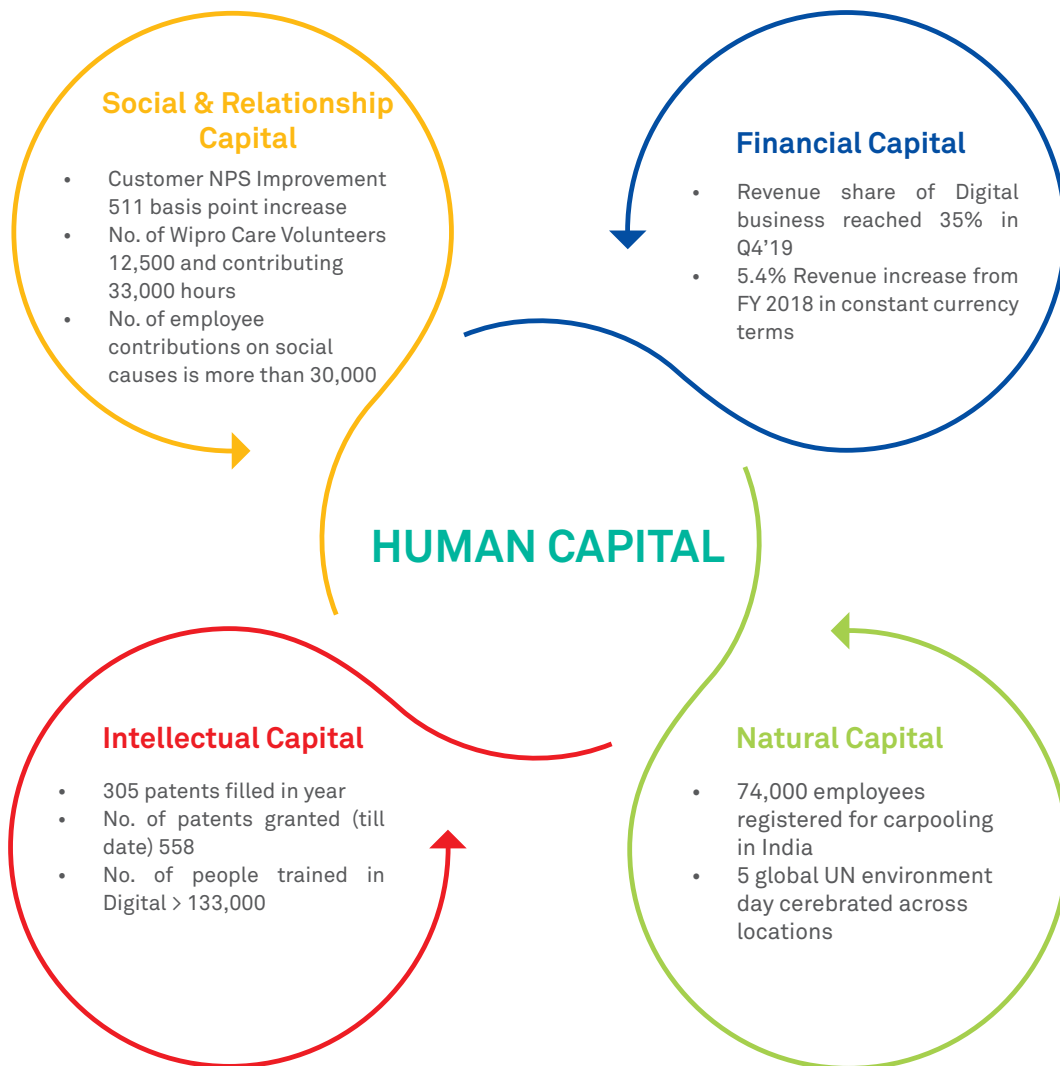 Social & Relationship
Capital
• Customer NPS Improvement
511 basis point increase
• No. of Wipro Care Volunteers
12,500 and contributing
33,000 hours
• No. of employee
contributions on social
causes is more than 30,000
Financial Capital
• Revenue share of Digital
business reached 35% in
Q4'19
• 5.4% Revenue increase from
FY 2018 in constant currency
terms
HUMAN CAPITAL
Intellectual Capital
• 305 patents filled in year
• No. of patents granted (till
date) 558
• No. of people trained in
Digital > 133,000
Natural Capital
• 74,000 employees
registered for carpooling
in India
• 5 global UN environment
day cerebrated across
locations